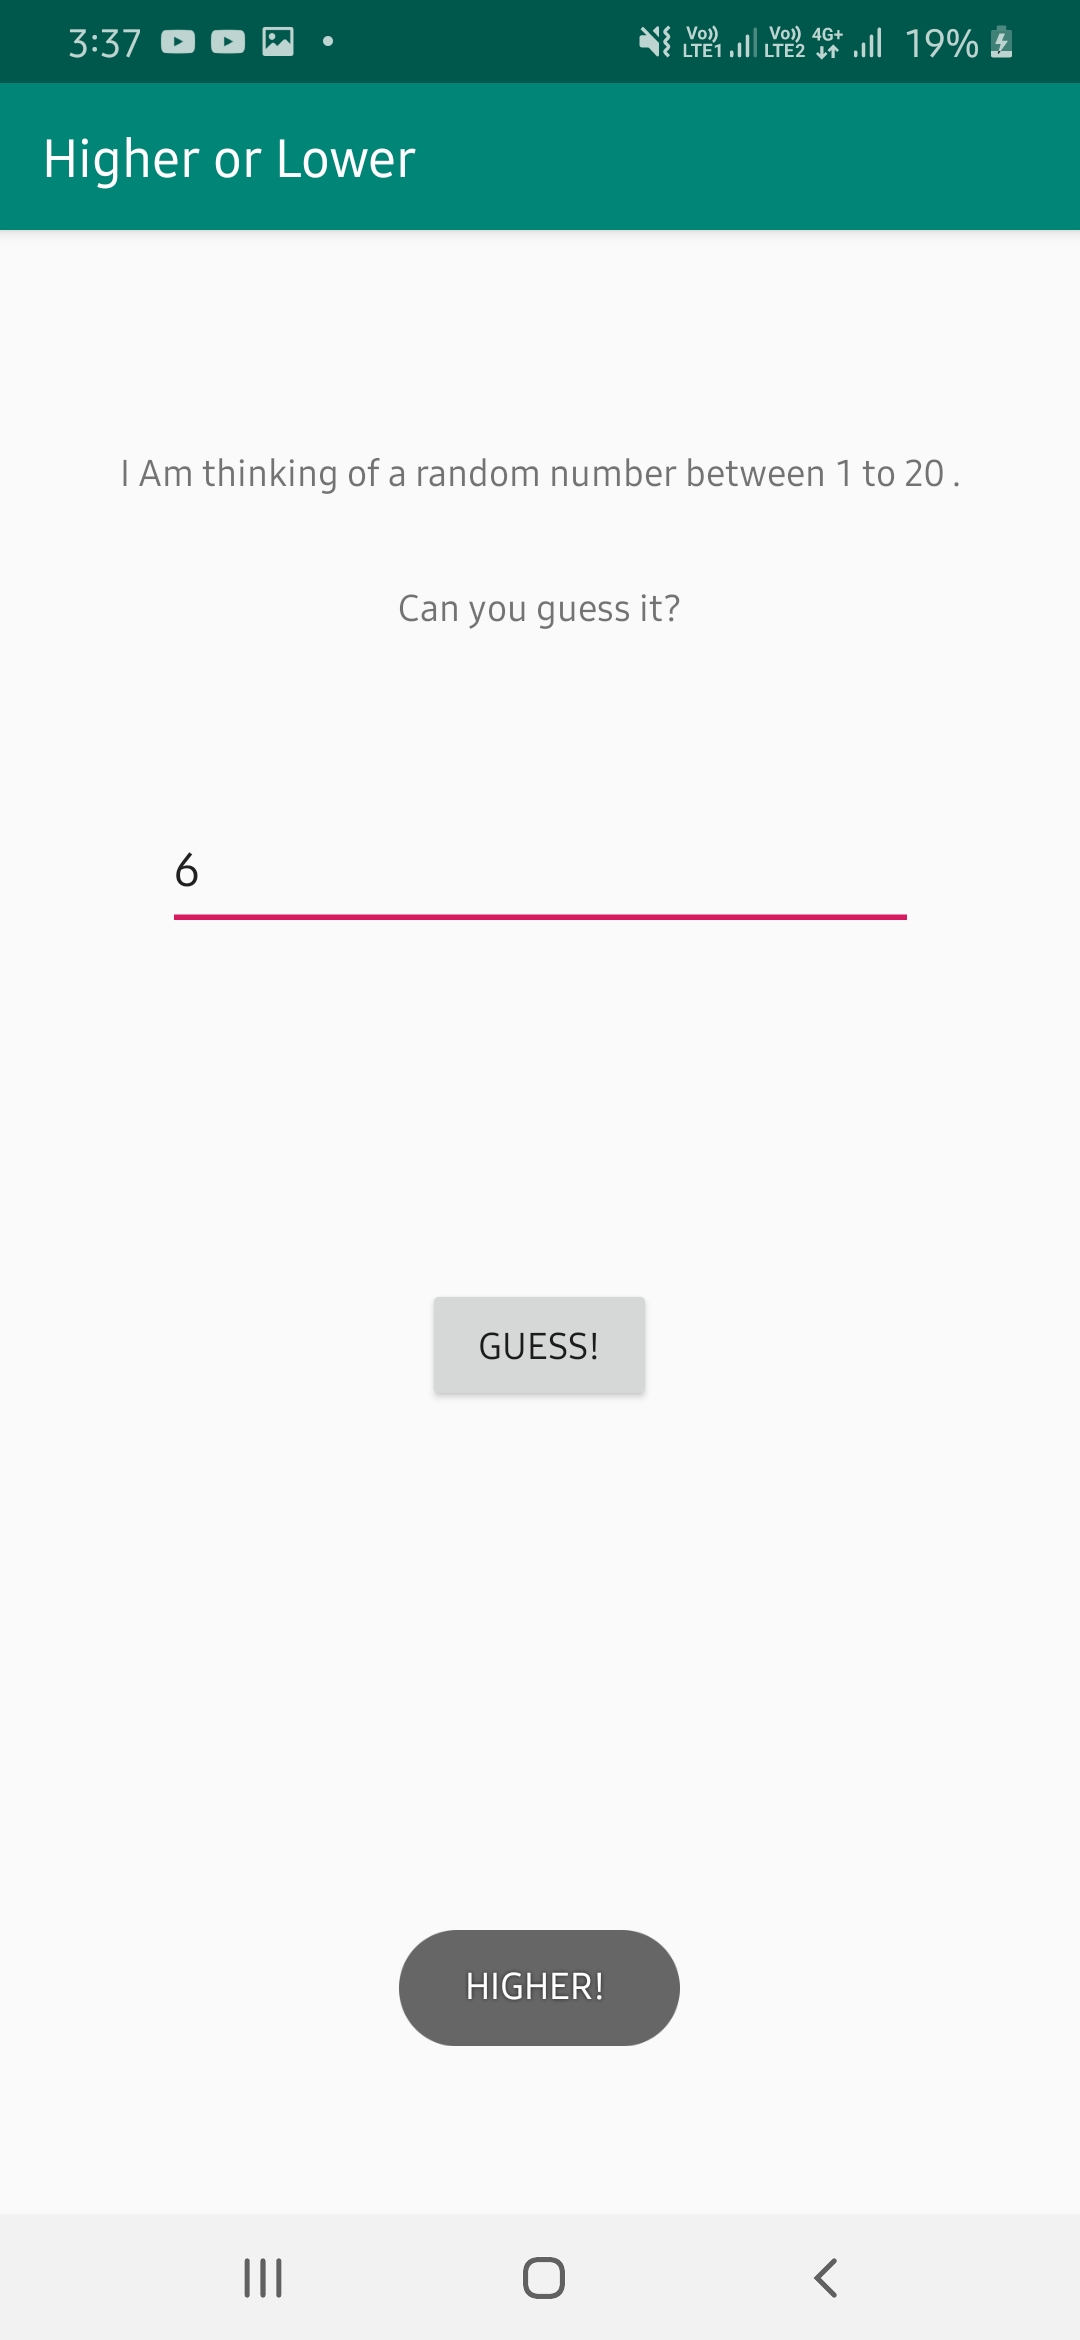 3:37 Vo)) LTE1 Vo)) LTE2 4G+ 19%
Higher or Lower
I Am thinking of a random number between 1 to 20 .
Can you guess it?
6
GUESS!
HIGHER!